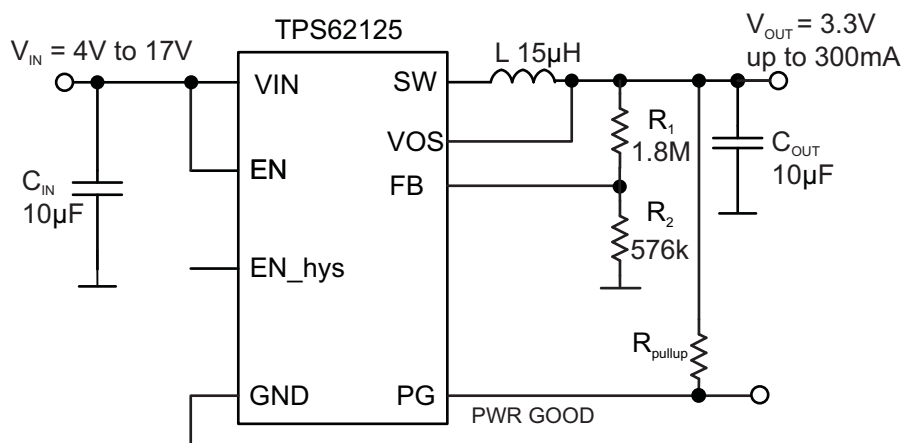 TPS62125
V_IN = 4V to 17V
V_OUT = 3.3V
up to 300mA
L 15µH
VIN
SW
VOS
EN
FB
EN_hys
GND
PG
C_IN
10µF
R_1
1.8M
R_2
576k
C_OUT
10µF
R_pullup
PWR GOOD